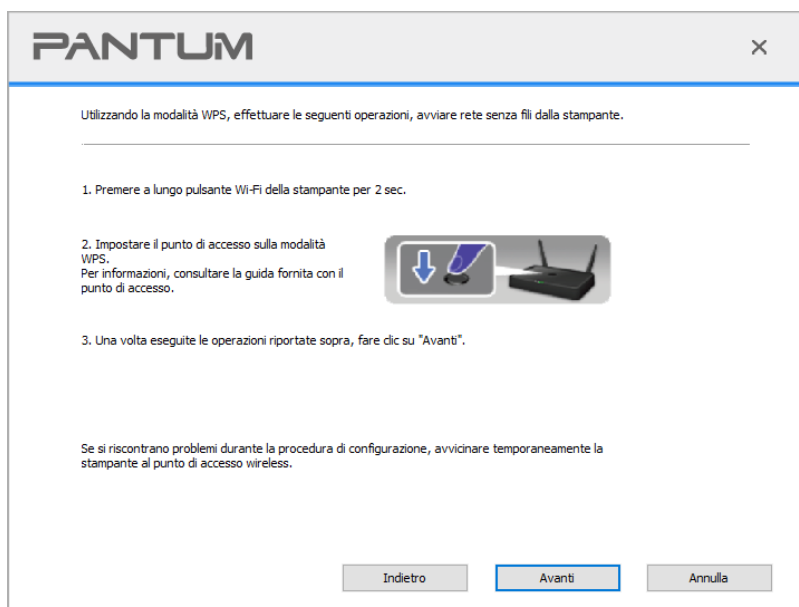 PANTUM
Utilizzando la modalità WPS, effettuare le seguenti operazioni, avviare rete senza fili dalla stampante.
1. Premere a lungo pulsante Wi-Fi della stampante per 2 sec.
2. Impostare il punto di accesso sulla modalità
WPS.
Per informazioni, consultare la guida fornita con il
punto di accesso.
3. Una volta eseguite le operazioni riportate sopra, fare clic su "Avanti".
Se si riscontrano problemi durante la procedura di configurazione, avvicinare temporaneamente la
stampante al punto di accesso wireless.
Indietro
Avanti
Annulla